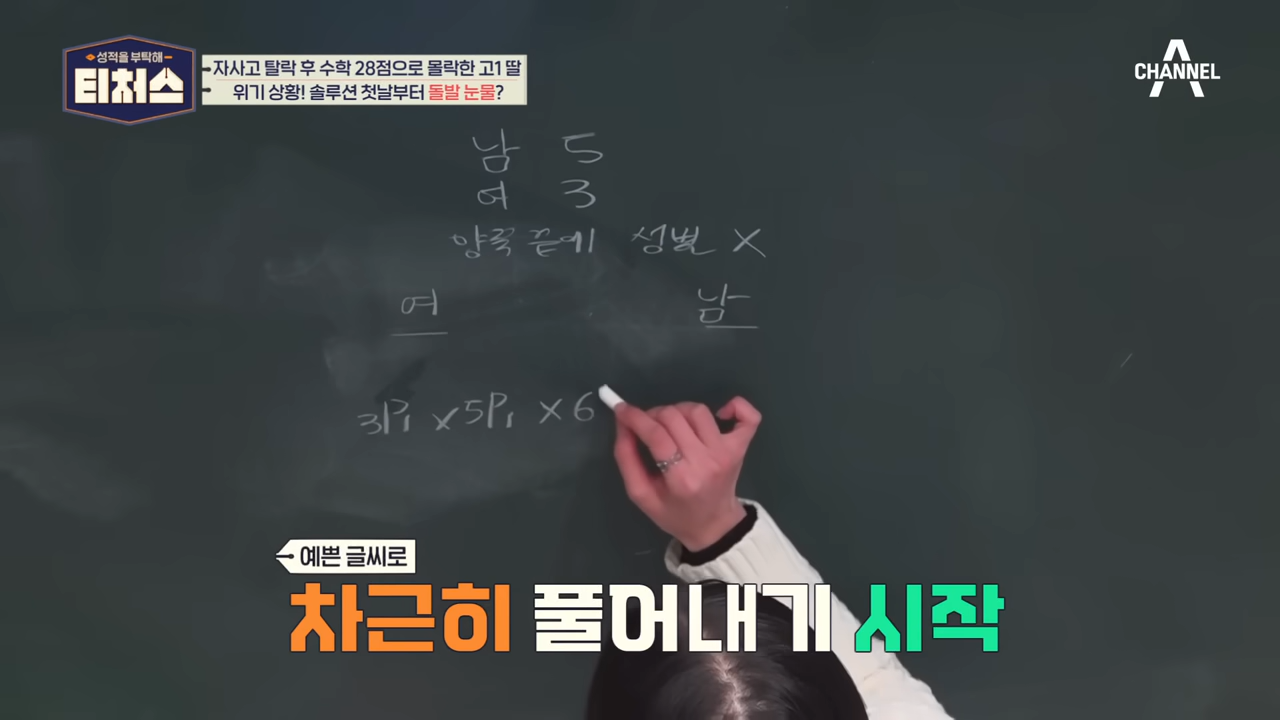 성적을 부탁해
티처스
자사고 탈락 후 수학 28점으로 몰락한 고1 딸
위기 상황! 솔루션 첫날부터 돌발 눈물?
CHANNEL A
남 5
여 3
양쪽 끝에 성별 X
여 남
3P1 × 5P1 × 6
예쁜 글씨로
차근히 풀어내기 시작